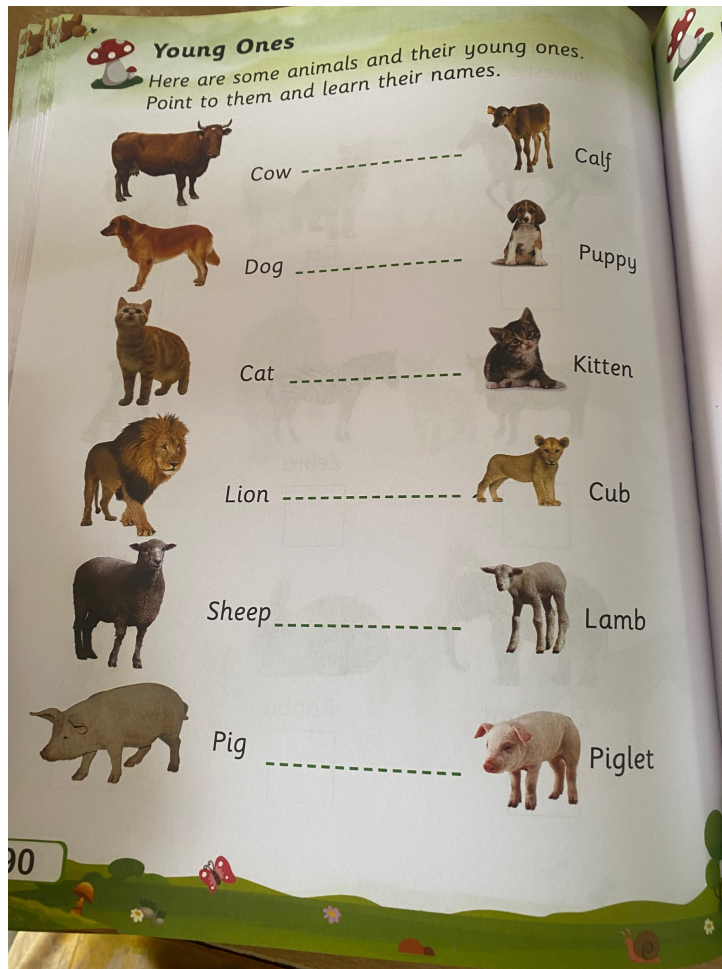 Young Ones
Here are some animals and their young ones.
Point to them and learn their names.
Cow Calf
Dog Puppy
Cat Kitten
Lion Cub
Sheep Lamb
Pig Piglet
90